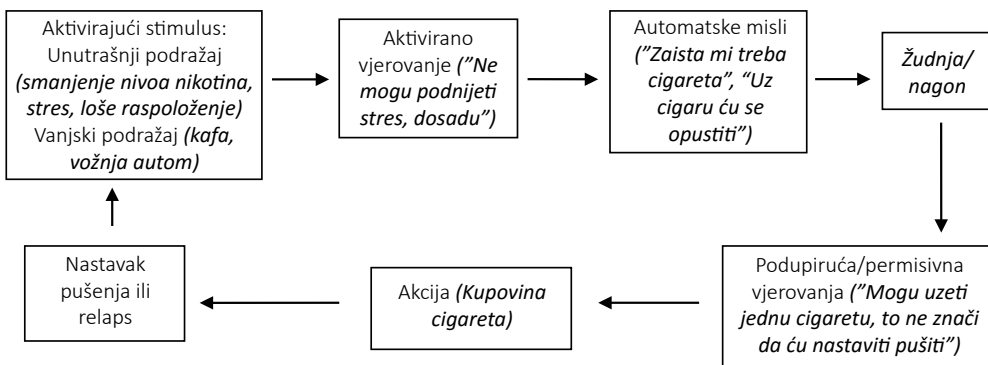 Aktivirajući stimulus:
Unutrašnji podražaj
(smanjenje nivoa nikotina,
stres, loše raspoloženje)
Vanjski podražaj (kafa,
vožnja autom)
Aktivirano
vjerovanje (”Ne
mogu podnijeti
stres, dosadu”)
Automatske misli
(”Zaista mi treba
cigareta”, “Uz
cigaru ću se
opustiti”)
Žudnja/
nagon
Podupiruća/permisivna
vjerovanja (”Mogu uzeti
jednu cigaretu, to ne znači
da ću nastaviti pušiti”)
Akcija (Kupovina
cigareta)
Nastavak
pušenja ili
relaps